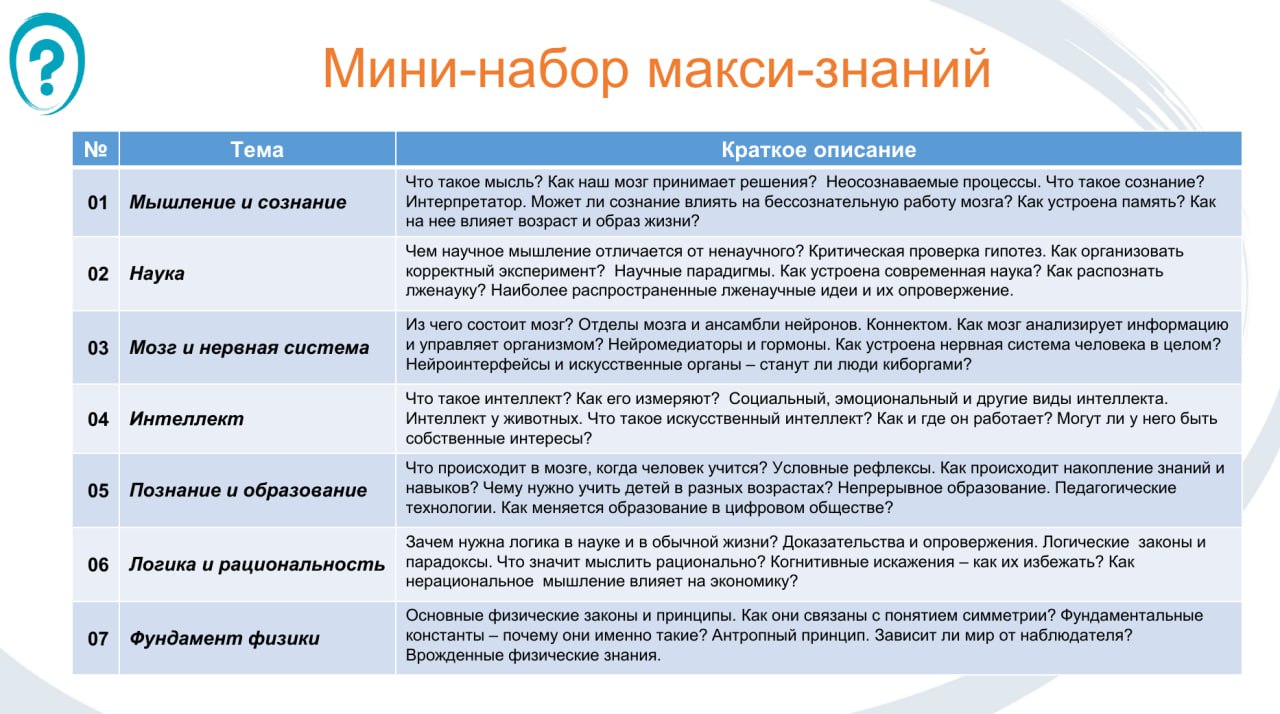 ?
Мини-набор макси-знаний
№ Тема Краткое описание
01 Мышление и сознание
Что такое мысль? Как наш мозг принимает решения? Неосознаваемые процессы. Что такое сознание?
Интерпретатор. Может ли сознание влиять на бессознательную работу мозга? Как устроена память? Как
на нее влияет возраст и образ жизни?
02 Наука
Чем научное мышление отличается от ненаучного? Критическая проверка гипотез. Как организовать
корректный эксперимент? Научные парадигмы. Как устроена современная наука? Как распознать
лженауку? Наиболее распространенные лженаучные идеи и их опровержение.
03 Мозг и нервная система
Из чего состоит мозг? Отделы мозга и ансамбли нейронов. Коннектом. Как мозг анализирует информацию
и управляет организмом? Нейромедиаторы и гормоны. Как устроена нервная система человека в целом?
Нейроинтерфейсы и искусственные органы – станут ли люди киборгами?
04 Интеллект
Что такое интеллект? Как его измеряют? Социальный, эмоциональный и другие виды интеллекта.
Интеллект у животных. Что такое искусственный интеллект? Как и где он работает? Могут ли у него быть
собственные интересы?
05 Познание и образование
Что происходит в мозге, когда человек учится? Условные рефлексы. Как происходит накопление знаний и
навыков? Чему нужно учить детей в разных возрастах? Непрерывное образование. Педагогические
технологии. Как меняется образование в цифровом обществе?
06 Логика и рациональность
Зачем нужна логика в науке и в обычной жизни? Доказательства и опровержения. Логические законы и
парадоксы. Что значит мыслить рационально? Когнитивные искажения – как их избежать? Как
нерациональное мышление влияет на экономику?
07 Фундамент физики
Основные физические законы и принципы. Как они связаны с понятием симметрии? Фундаментальные
константы – почему они именно такие? Антропный принцип. Зависит ли мир от наблюдателя?
Врожденные физические знания.